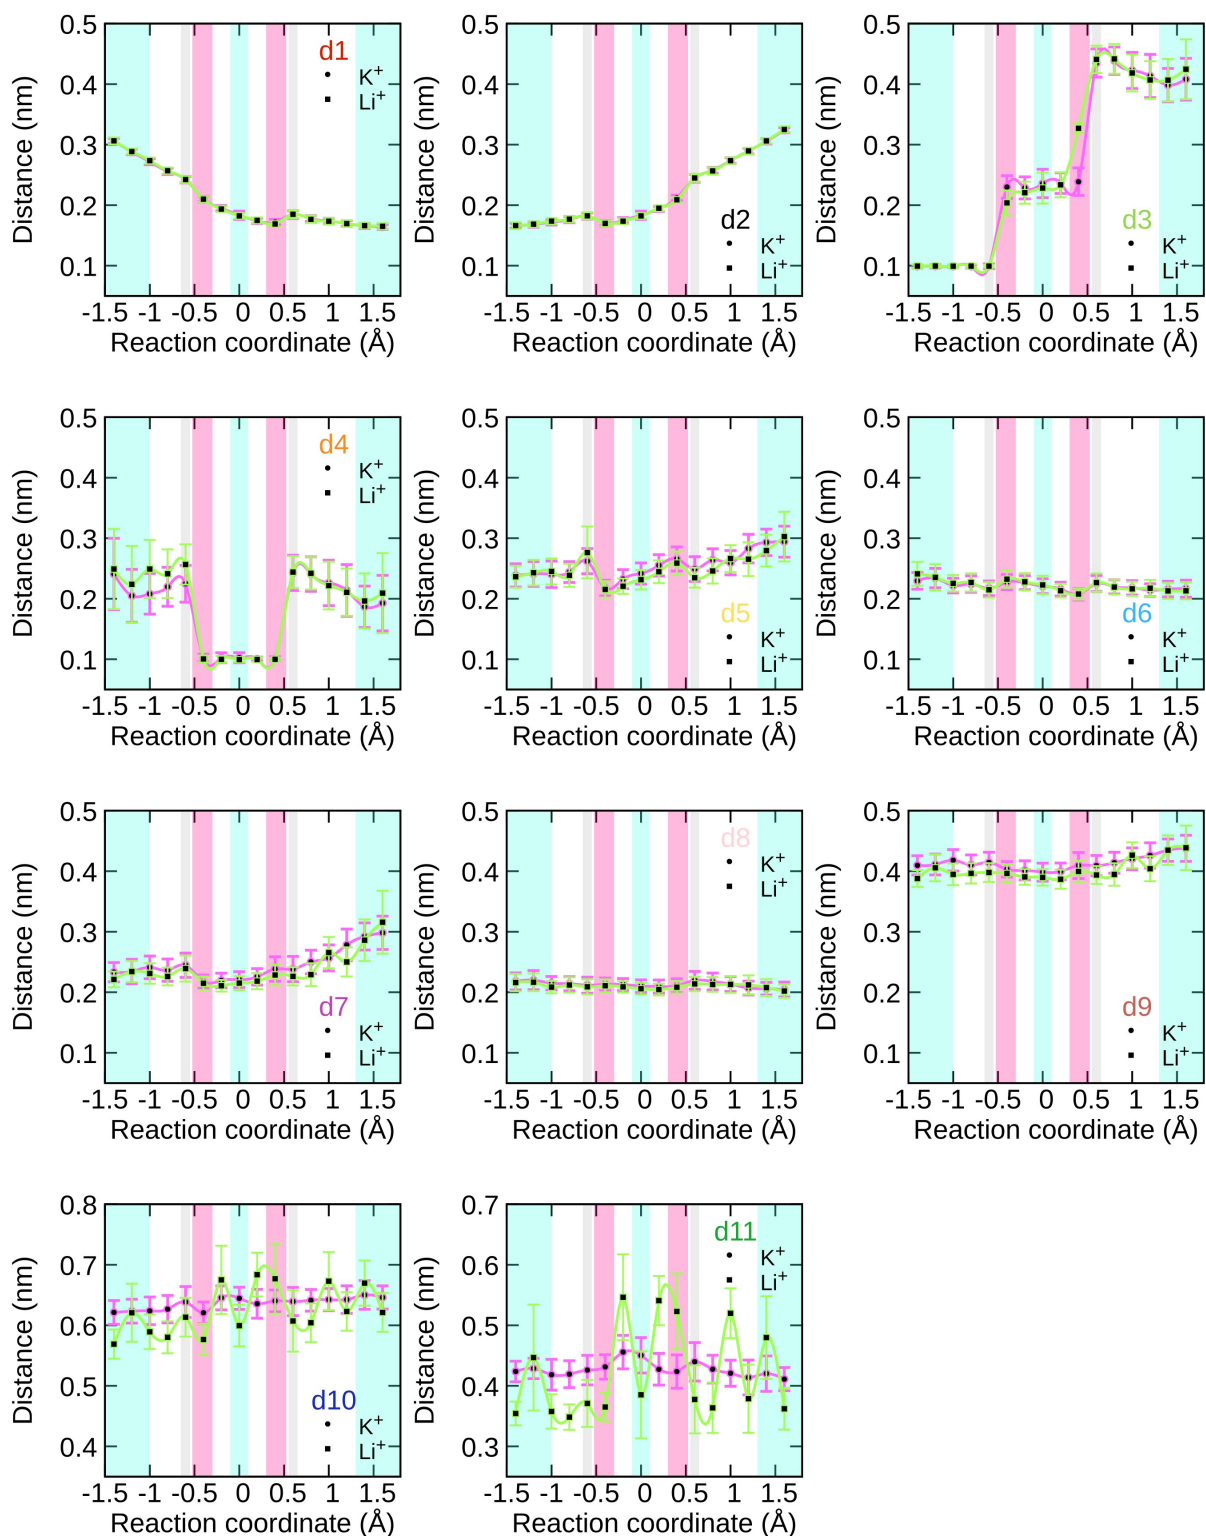 0.5
0.4
0.3
0.2
0.1
Distance (nm)
d1
K+
Li+
-1.5 -1 -0.5 0 0.5 1 1.5
Reaction coordinate (Å)
0.5
0.4
0.3
0.2
0.1
Distance (nm)
d2
K+
Li+
-1.5 -1 -0.5 0 0.5 1 1.5
Reaction coordinate (Å)
0.5
0.4
0.3
0.2
0.1
Distance (nm)
d3
K+
Li+
-1.5 -1 -0.5 0 0.5 1 1.5
Reaction coordinate (Å)
0.5
0.4
0.3
0.2
0.1
Distance (nm)
d4
K+
Li+
-1.5 -1 -0.5 0 0.5 1 1.5
Reaction coordinate (Å)
0.5
0.4
0.3
0.2
0.1
Distance (nm)
d5
K+
Li+
-1.5 -1 -0.5 0 0.5 1 1.5
Reaction coordinate (Å)
0.5
0.4
0.3
0.2
0.1
Distance (nm)
d6
K+
Li+
-1.5 -1 -0.5 0 0.5 1 1.5
Reaction coordinate (Å)
0.5
0.4
0.3
0.2
0.1
Distance (nm)
d7
K+
Li+
-1.5 -1 -0.5 0 0.5 1 1.5
Reaction coordinate (Å)
0.5
0.4
0.3
0.2
0.1
Distance (nm)
d8
K+
Li+
-1.5 -1 -0.5 0 0.5 1 1.5
Reaction coordinate (Å)
0.5
0.4
0.3
0.2
0.1
Distance (nm)
d9
K+
Li+
-1.5 -1 -0.5 0 0.5 1 1.5
Reaction coordinate (Å)
0.8
0.7
0.6
0.5
0.4
Distance (nm)
d10
K+
Li+
-1.5 -1 -0.5 0 0.5 1 1.5
Reaction coordinate (Å)
0.7
0.6
0.5
0.4
0.3
Distance (nm)
d11
K+
Li+
-1.5 -1 -0.5 0 0.5 1 1.5
Reaction coordinate (Å)